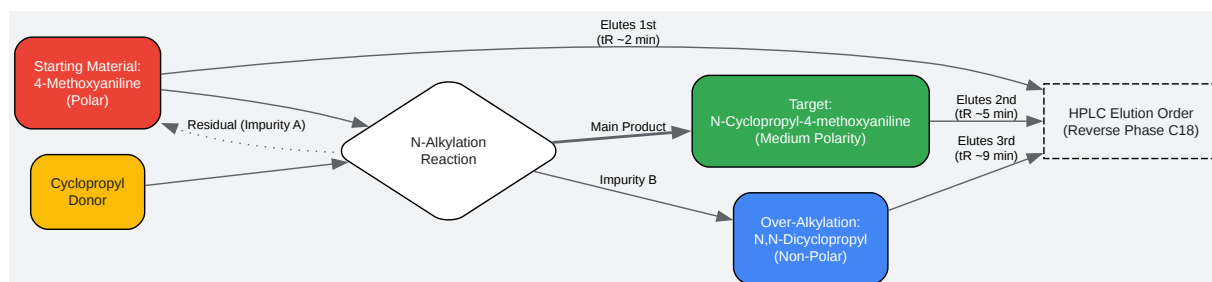 Elutes 1st
(tR ~2 min)
Starting Material:
4-Methoxyaniline
(Polar)
Residual (Impurity A)
Cyclopropyl
Donor
N-Alkylation
Reaction
Main Product
Impurity B
Target:
N-Cyclopropyl-4-methoxyaniline
(Medium Polarity)
Over-Alkylation:
N,N-Dicyclopropyl
(Non-Polar)
Elutes 2nd
(tR ~5 min)
Elutes 3rd
(tR ~9 min)
HPLC Elution Order
(Reverse Phase C18)